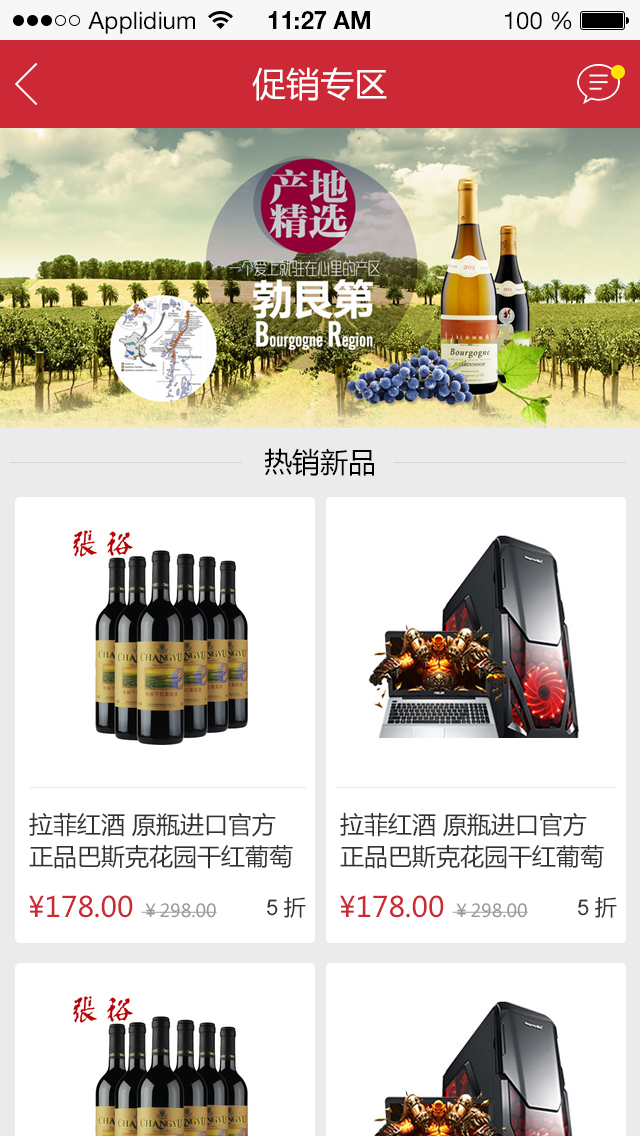 Applidium 11:27 AM 100 %
促销专区
产地
精选
一个爱上就驻在心里的产区
勃艮第
Bourgogne Region
Bourgogne
热销新品
張裕
CHANGYU
拉菲红酒 原瓶进口官方
正品巴斯克花园干红葡萄
¥178.00 ¥298.00 5 折
拉菲红酒 原瓶进口官方
正品巴斯克花园干红葡萄
¥178.00 ¥298.00 5 折
張裕
CHANGYU